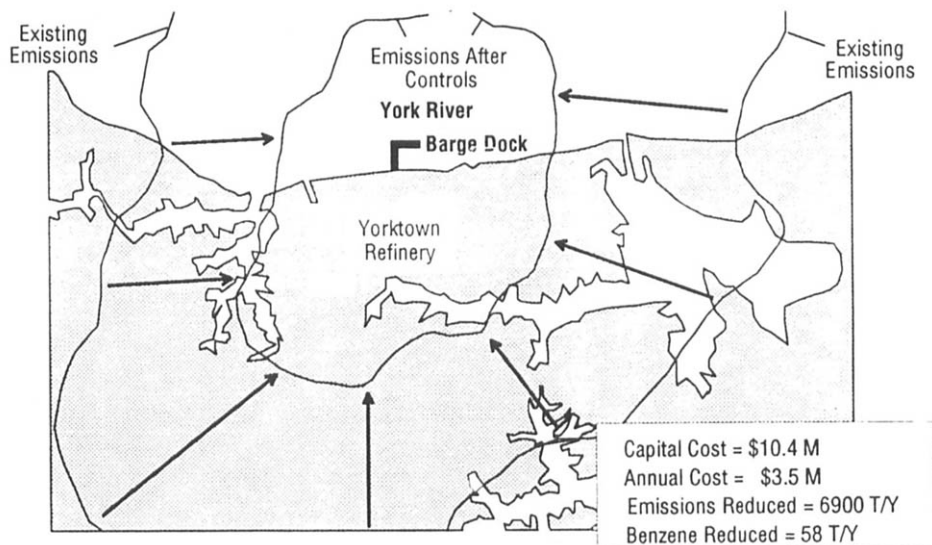 Existing
Emissions
Emissions After
Controls
Existing
Emissions
York River
Barge Dock
Yorktown
Refinery
Capital Cost = $10.4 M
Annual Cost = $3.5 M
Emissions Reduced = 6900 T/Y
Benzene Reduced = 58 T/Y